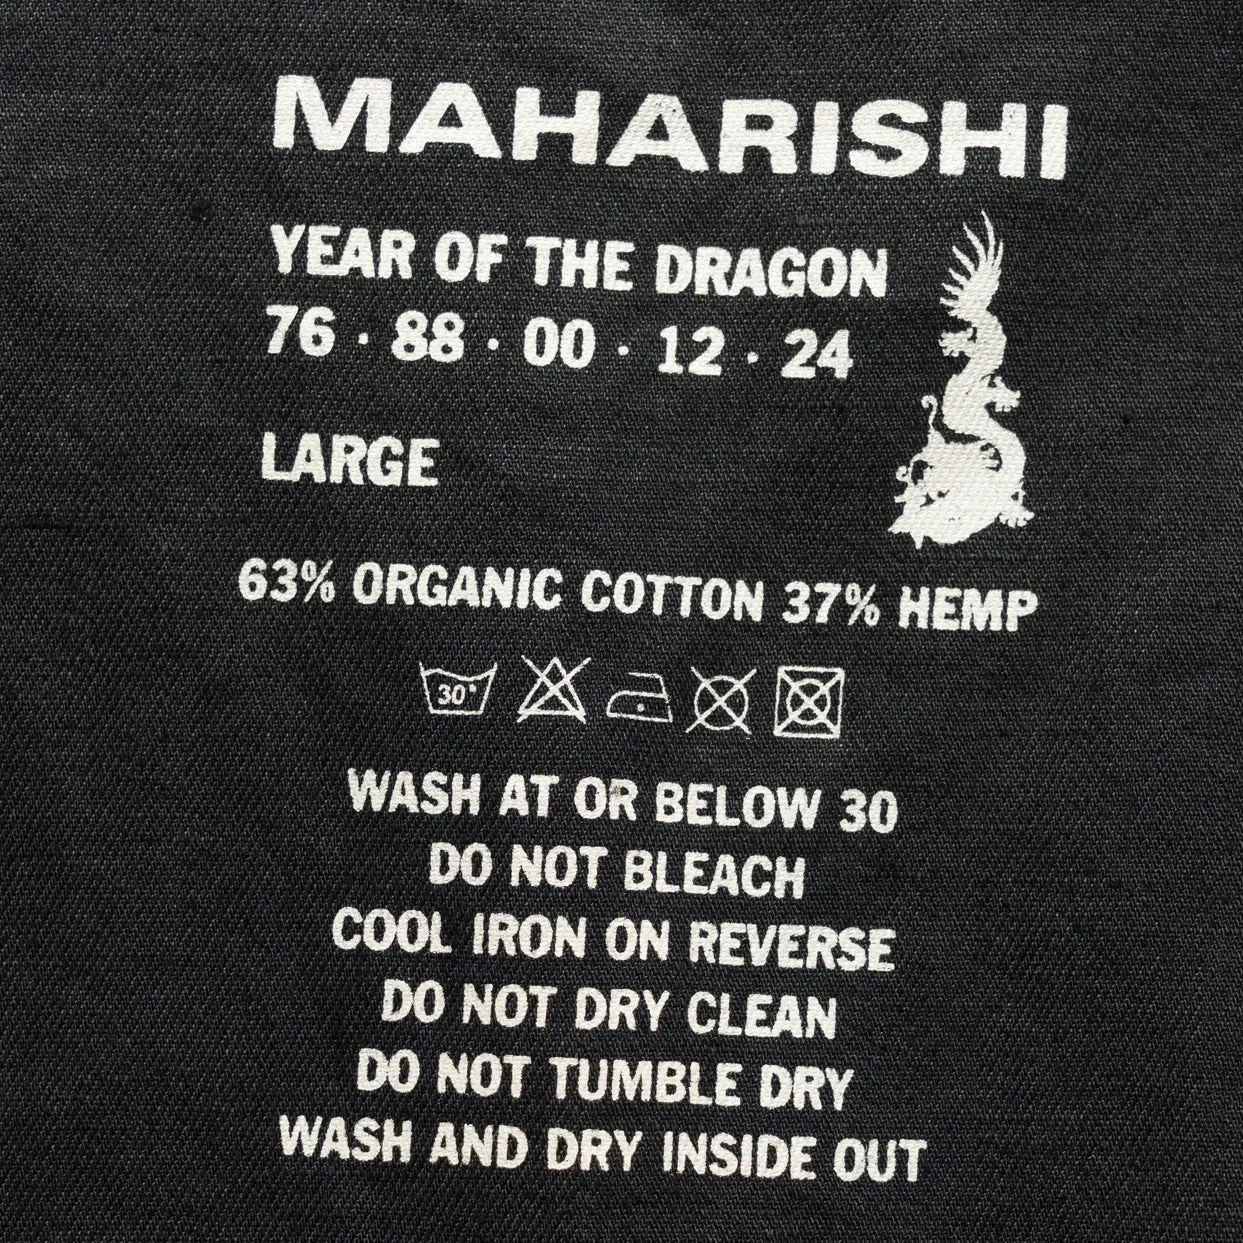 MAHARISHI
YEAR OF THE DRAGON
76 · 88 · 00 · 12 · 24
LARGE
63% ORGANIC COTTON 37% HEMP
30°
WASH AT OR BELOW 30
DO NOT BLEACH
COOL IRON ON REVERSE
DO NOT DRY CLEAN
DO NOT TUMBLE DRY
WASH AND DRY INSIDE OUT